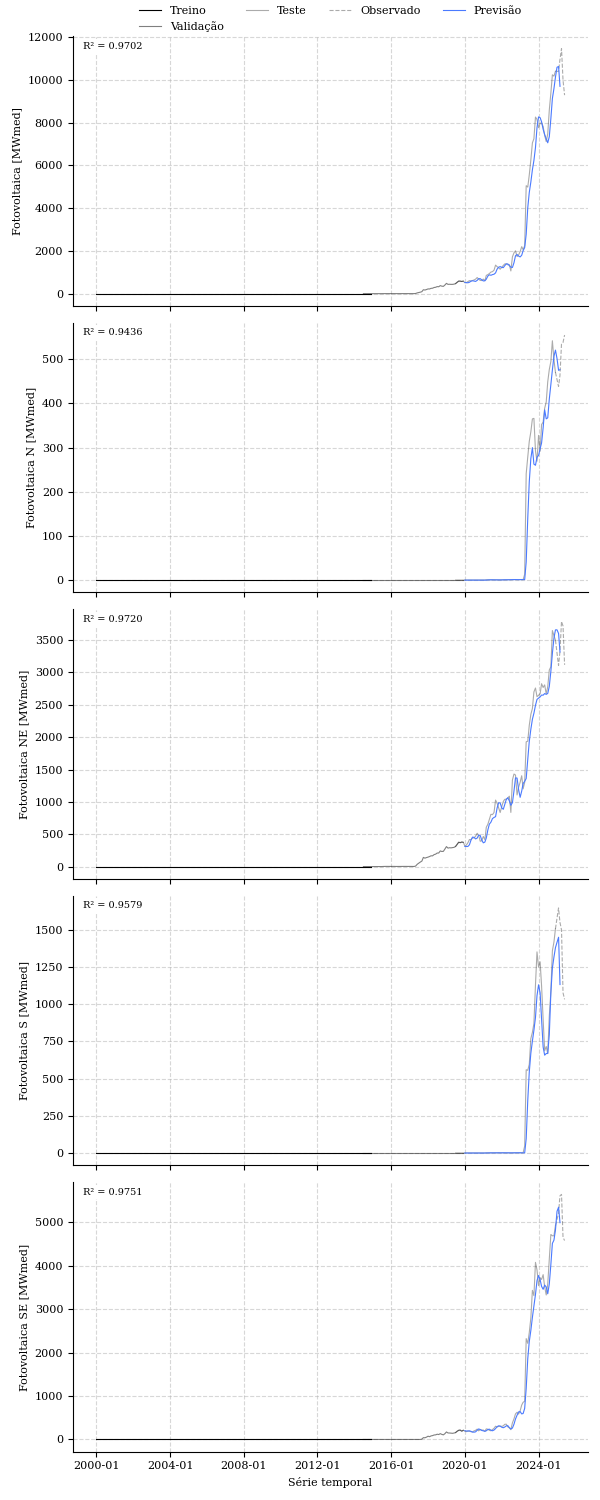 Treino Teste Observado Previsão
Validação
R² = 0.9702
12000
10000
8000
6000
4000
2000
0
Fotovoltaica [MWmed]
R² = 0.9436
500
400
300
200
100
0
Fotovoltaica N [MWmed]
R² = 0.9720
3500
3000
2500
2000
1500
1000
500
0
Fotovoltaica NE [MWmed]
R² = 0.9579
1500
1250
1000
750
500
250
0
Fotovoltaica S [MWmed]
R² = 0.9751
5000
4000
3000
2000
1000
0
Fotovoltaica SE [MWmed]
2000-01 2004-01 2008-01 2012-01 2016-01 2020-01 2024-01
Série temporal